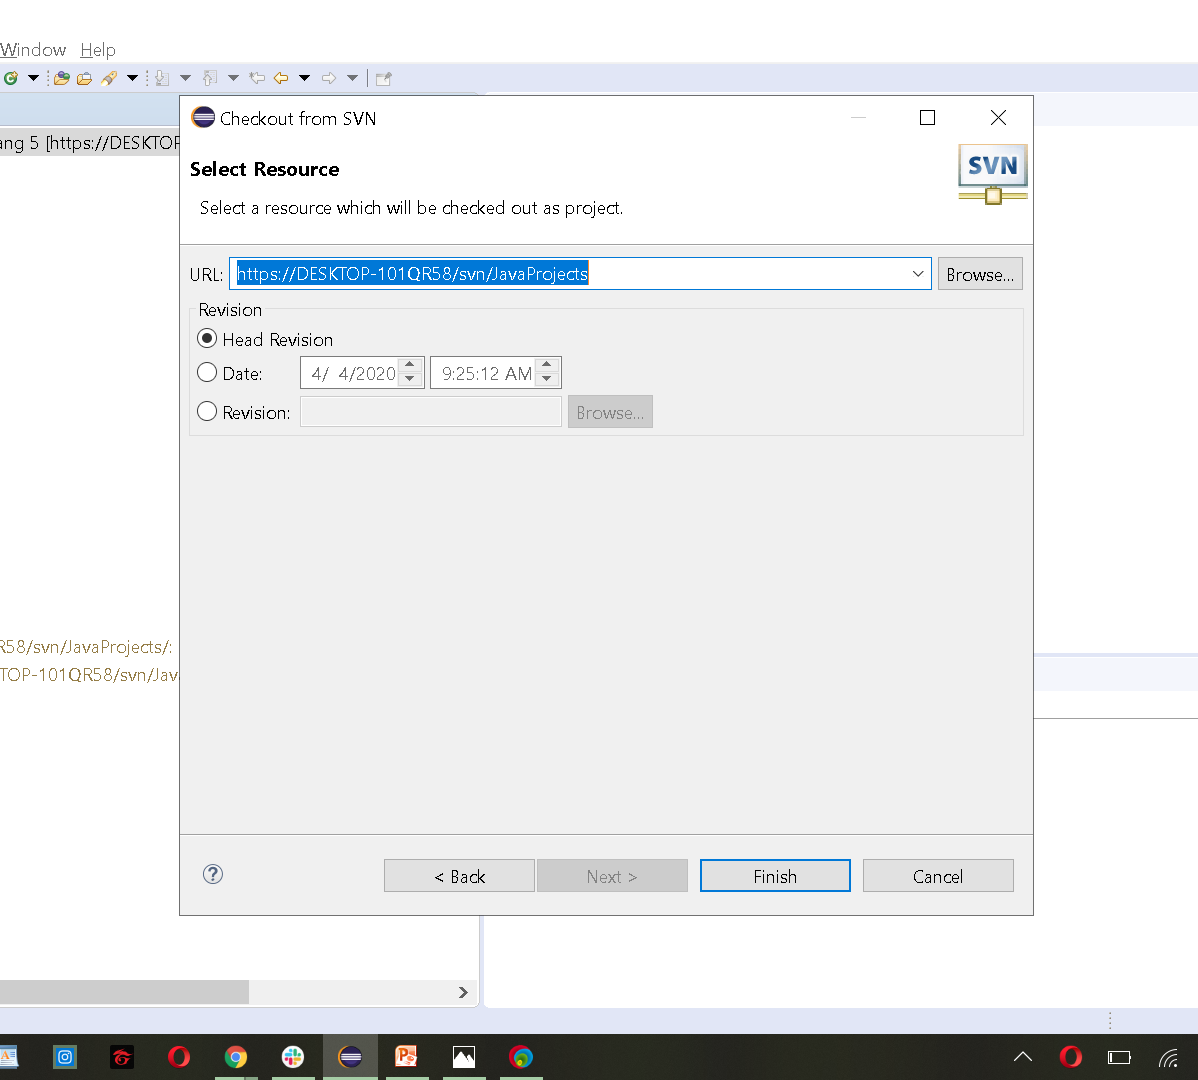 Window Help
Checkout from SVN
ang 5 [https://DESKTOP
Select Resource
SVN
Select a resource which will be checked out as project.
URL: https://DESKTOP-101QR58/svn/JavaProjects Browse...
Revision
Head Revision
Date: 4/ 4/2020 9:25:12 AM
Revision: Browse...
R58/svn/JavaProjects/:
TOP-101QR58/svn/Java
< Back Next > Finish Cancel